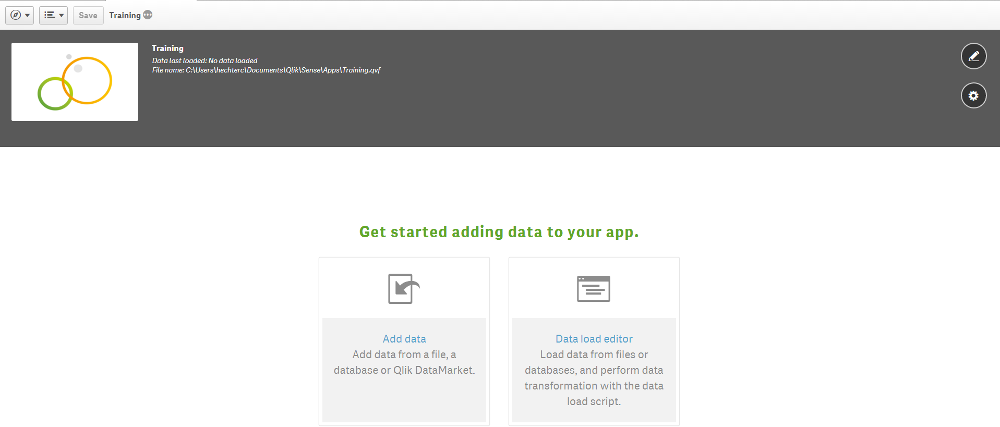 Save Training
Training
Data last loaded: No data loaded
File name: C:\Users\hechterc\Documents\Qlik\Sense\Apps\Training.qvf
Get started adding data to your app.
Add data
Add data from a file, a
database or Qlik DataMarket.
Data load editor
Load data from files or
databases, and perform data
transformation with the data
load script.